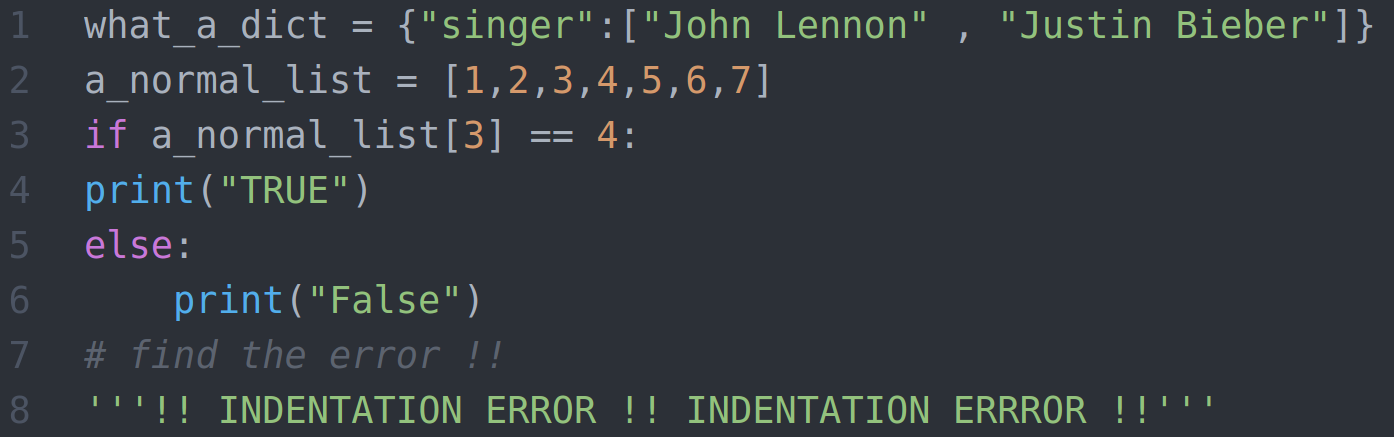 1 what_a_dict = {"singer":["John Lennon" , "Justin Bieber"]}
2 a_normal_list = [1,2,3,4,5,6,7]
3 if a_normal_list[3] == 4:
4 print("TRUE")
5 else:
6     print("False")
7 # find the error !!
8 '''!! INDENTATION ERROR !! INDENTATION ERRROR !!'''